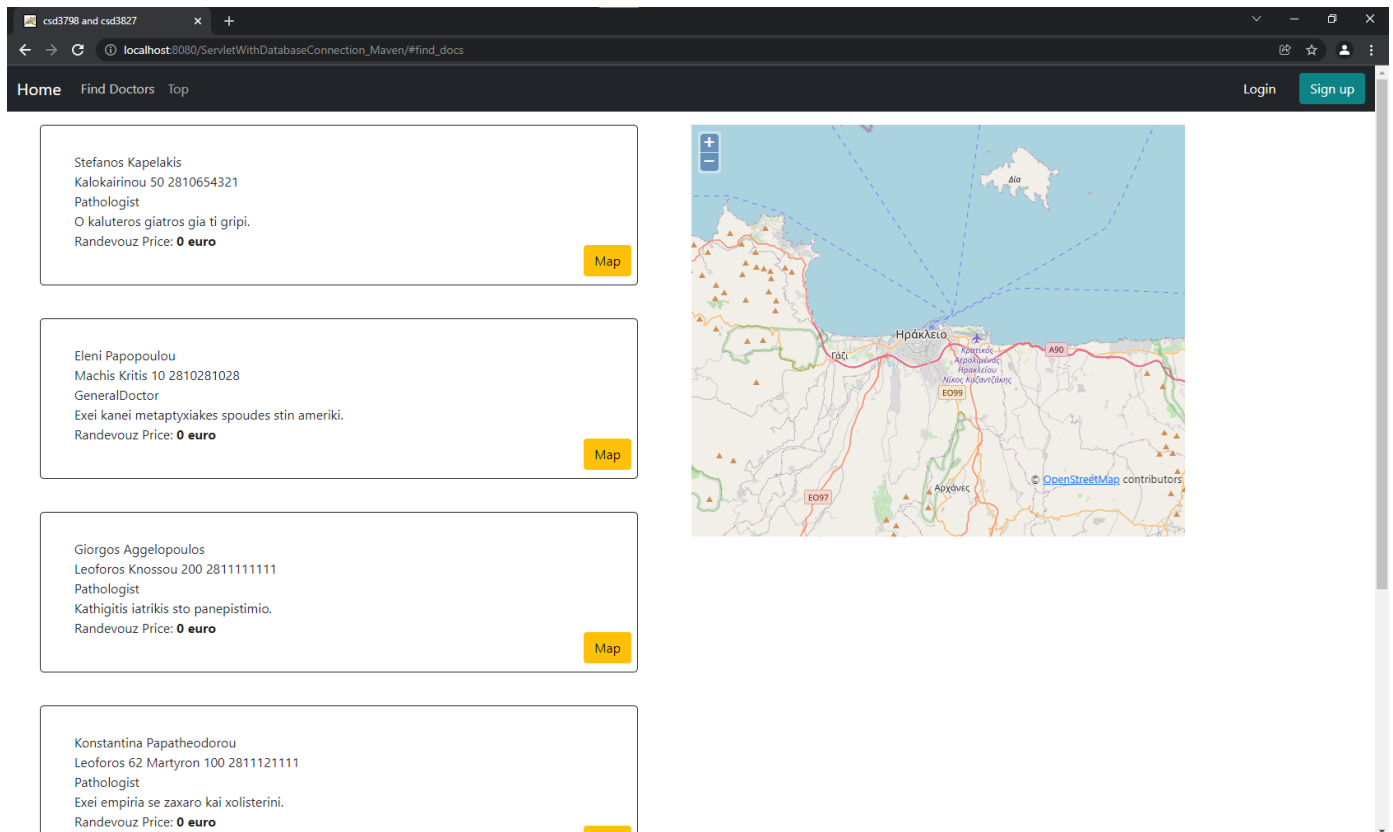 csd3798 and csd3827
localhost:8080/ServletWithDatabaseConnection_Maven/#find_docs
Home Find Doctors Top Login Sign up
Stefanos Kapelakis
Kalokairinou 50 2810654321
Pathologist
O kaluteros giatros gia ti gripi.
Randevouz Price: 0 euro
Map
Eleni Papopoulou
Machis Kritis 10 2810281028
GeneralDoctor
Exei kanei metaptyxiakes spoudes stin ameriki.
Randevouz Price: 0 euro
Map
Giorgos Aggelopoulos
Leoforos Knossou 200 2811111111
Pathologist
Kathigitis iatrikis sto panepistimio.
Randevouz Price: 0 euro
Map
Konstantina Papatheodorou
Leoforos 62 Martyron 100 2811121111
Pathologist
Exei empiria se zaxaro kai xolisterini.
Randevouz Price: 0 euro
+
−
Δία
Ηράκλειο
Γάζι
Κρατικός
Αερολιμένας
Ηρακλείου
Νίκος Καζαντζάκης
A90
EO99
Αρχάνες
EO97
© OpenStreetMap contributors